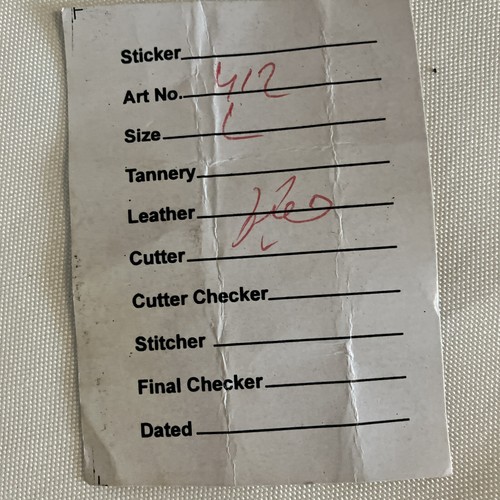 Sticker
Art No. 412
Size L
Tannery
Leather
Cutter
Cutter Checker
Stitcher
Final Checker
Dated